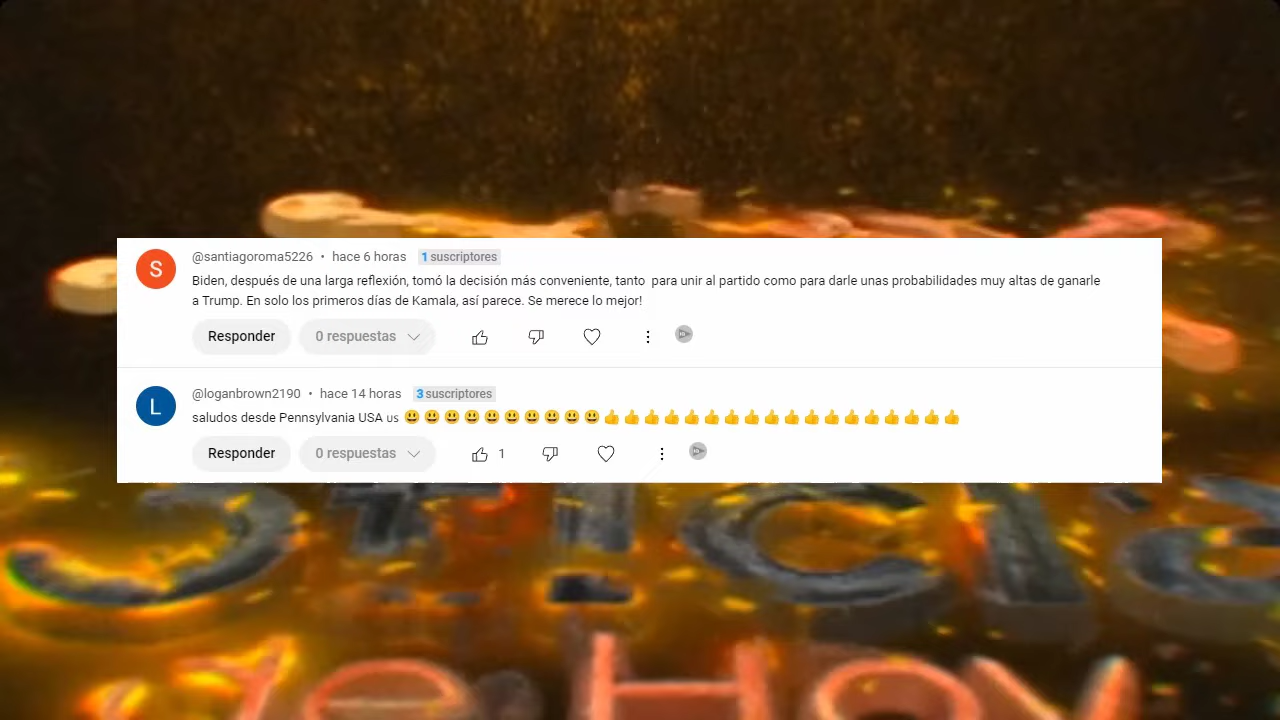 @santiagoroma5226 • hace 6 horas 1 suscriptores
S
Biden, después de una larga reflexión, tomó la decisión más conveniente, tanto para unir al partido como para darle unas probabilidades muy altas de ganarle
a Trump. En solo los primeros días de Kamala, así parece. Se merece lo mejor!
Responder 0 respuestas
@loganbrown2190 • hace 14 horas 3 suscriptores
L
saludos desde Pennsylvania USA us 😃😃😃😃😃😃😃😃😃😃👍👍👍👍👍👍👍👍👍👍👍👍👍👍👍👍👍👍
Responder 0 respuestas 1